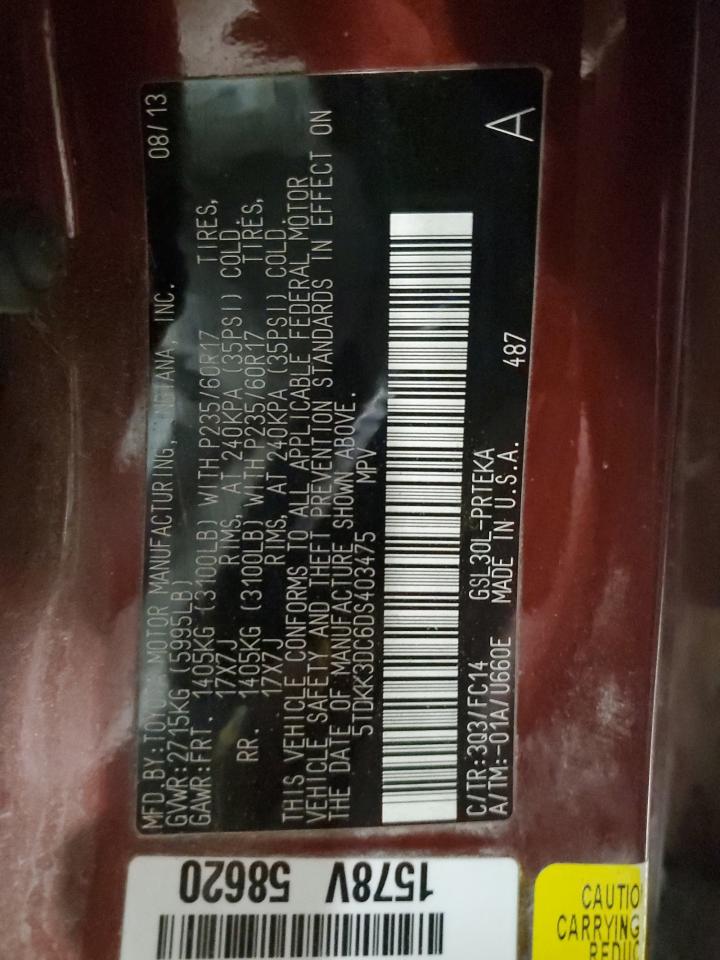 MFD.BY:TOYOTA MOTOR MANUFACTURING, INDIANA, INC. 08/13
GVWR:2715KG (5995LB)
GAWR:FRT. 1405KG (3100LB) WITH P235/60R17 TIRES,
17X7J RIMS, AT 240KPA (35PSI) COLD.
RR. 1405KG (3100LB) WITH P235/60R17 TIRES,
17X7J RIMS, AT 240KPA (35PSI) COLD.
THIS VEHICLE CONFORMS TO ALL APPLICABLE FEDERAL MOTOR
VEHICLE SAFETY AND THEFT PREVENTION STANDARDS IN EFFECT ON
THE DATE OF MANUFACTURE SHOWN ABOVE.
5TDKK3DC6DS403475 MPV
C/TR:3Q3/FC14 GSL30L-PRTEKA 487
A/TM:-01A/U660E MADE IN U.S.A. A
1578V
58620
CAUTIO
CARRYING
REDUC